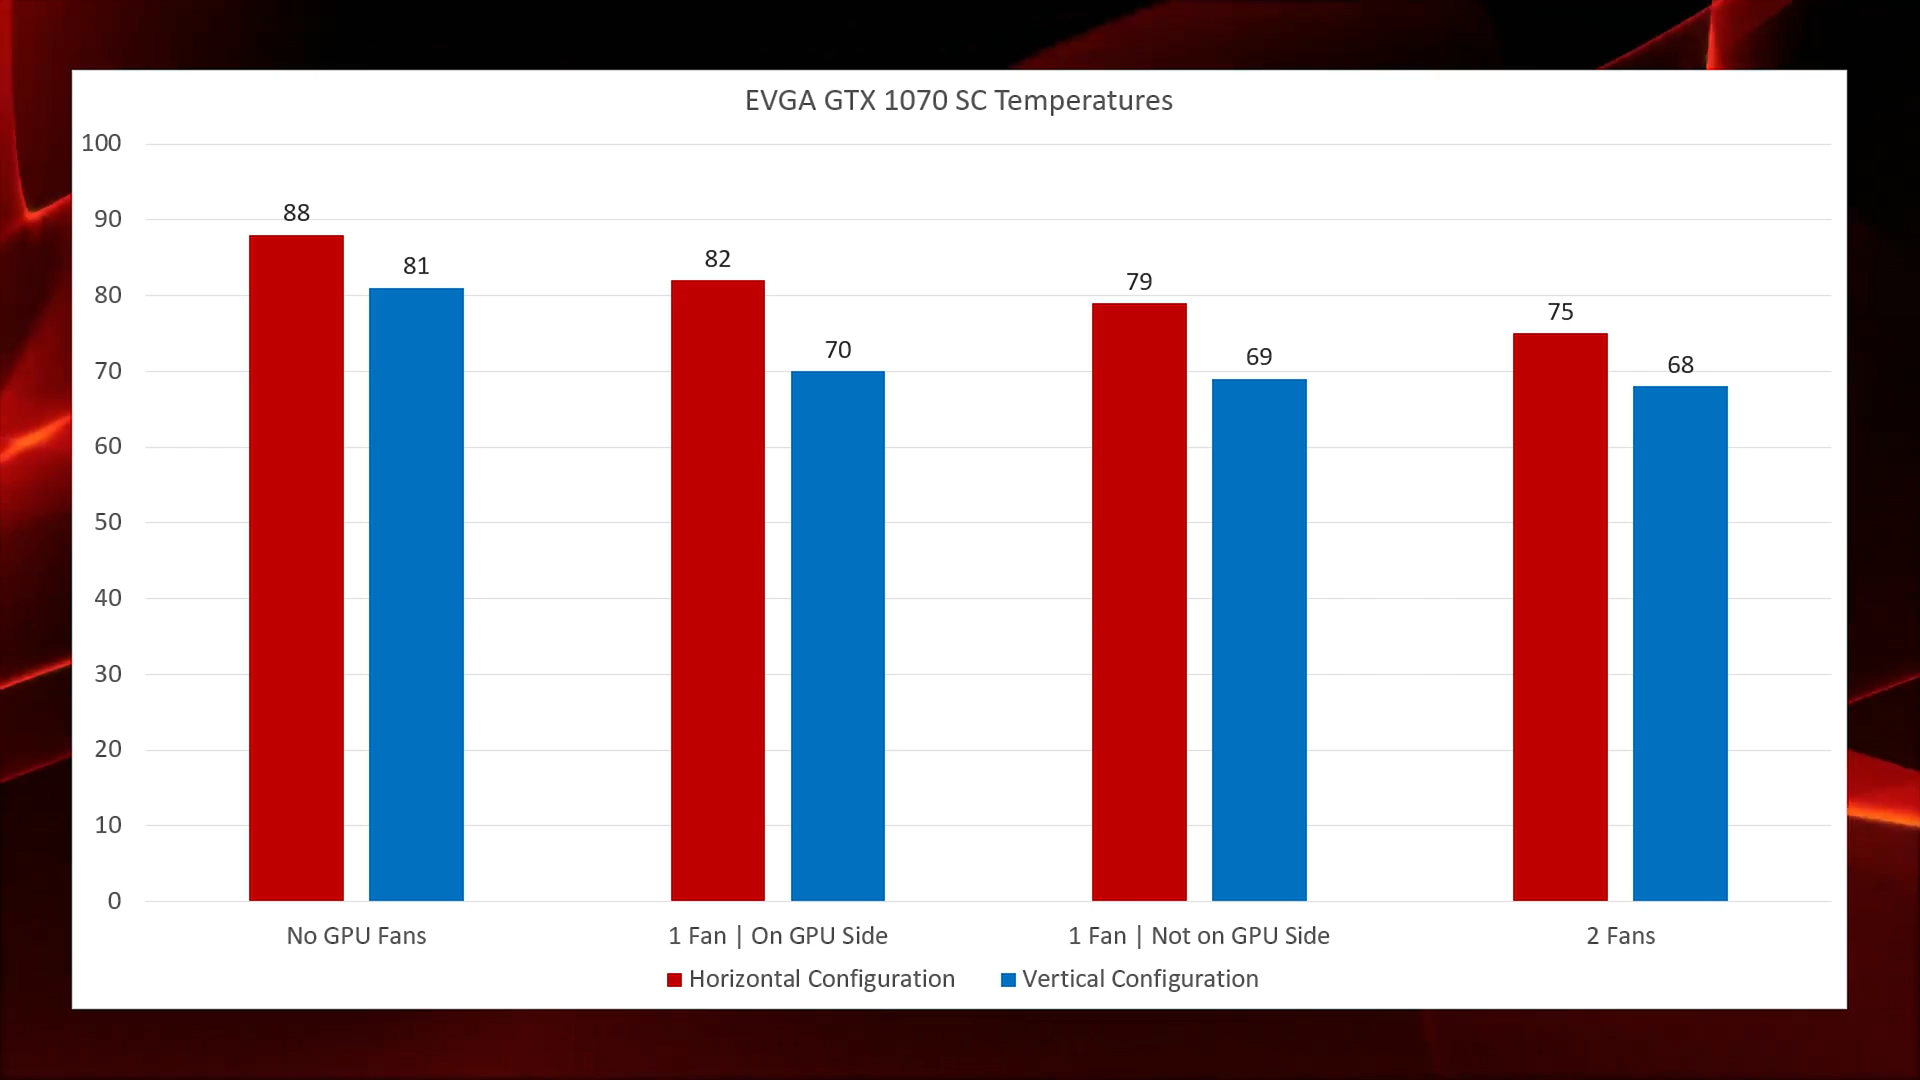 EVGA GTX 1070 SC Temperatures
100
90
80
70
60
50
40
30
20
10
0
88
81
82
70
79
69
75
68
No GPU Fans
1 Fan | On GPU Side
1 Fan | Not on GPU Side
2 Fans
Horizontal Configuration
Vertical Configuration